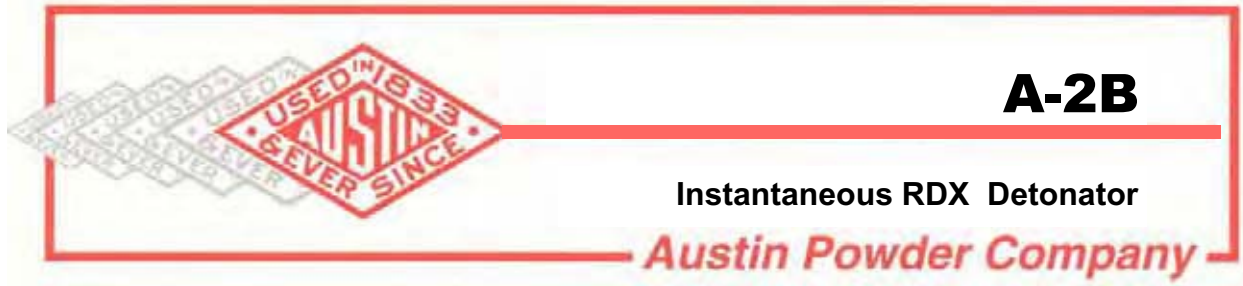 A-2B
USED IN 1833
AUSTIN
& EVER SINCE
Instantaneous RDX Detonator
Austin Powder Company